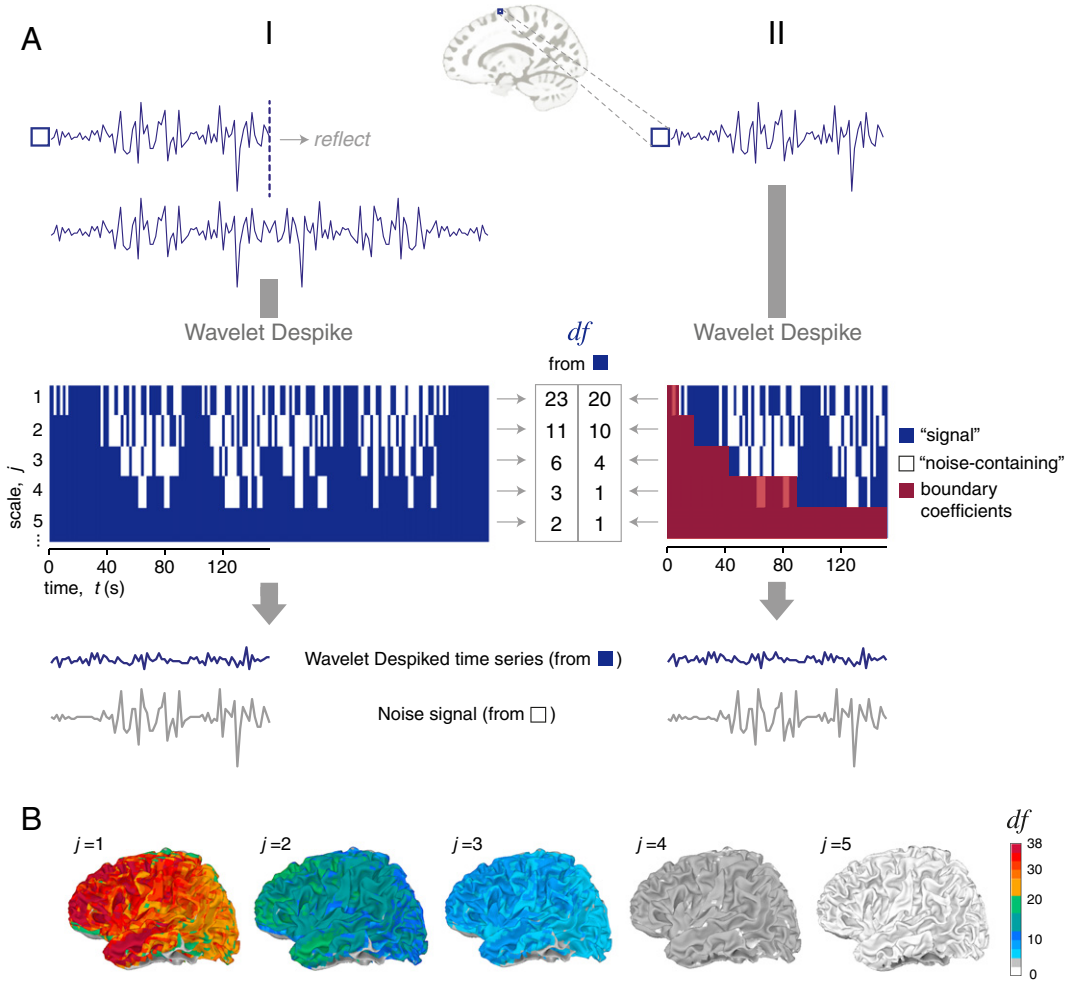 A
I
II
reflect
Wavelet Despike
df
Wavelet Despike
from
1
2
3
4
5
...
scale, j
23 20
11 10
6 4
3 1
2 1
"signal"
"noise-containing"
boundary
coefficients
0 40 80 120
time, t (s)
0 40 80 120
Wavelet Despiked time series (from )
Noise signal (from )
B
j =1
j =2
j =3
j =4
j =5
df
38
30
20
10
0